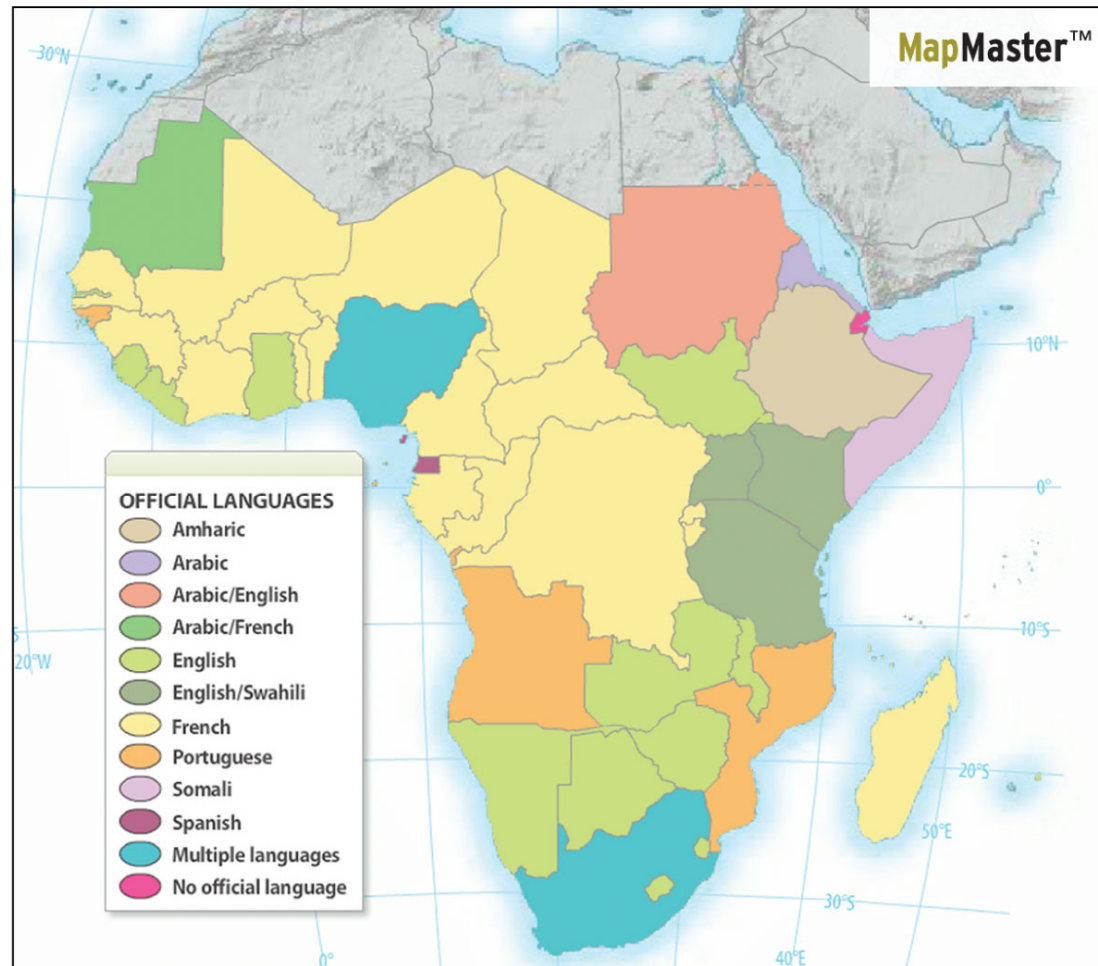 MapMaster™
30°N
10°N
0°
10°S
20°W
20°S
50°E
30°S
0°
40°E
OFFICIAL LANGUAGES
Amharic
Arabic
Arabic/English
Arabic/French
English
English/Swahili
French
Portuguese
Somali
Spanish
Multiple languages
No official language